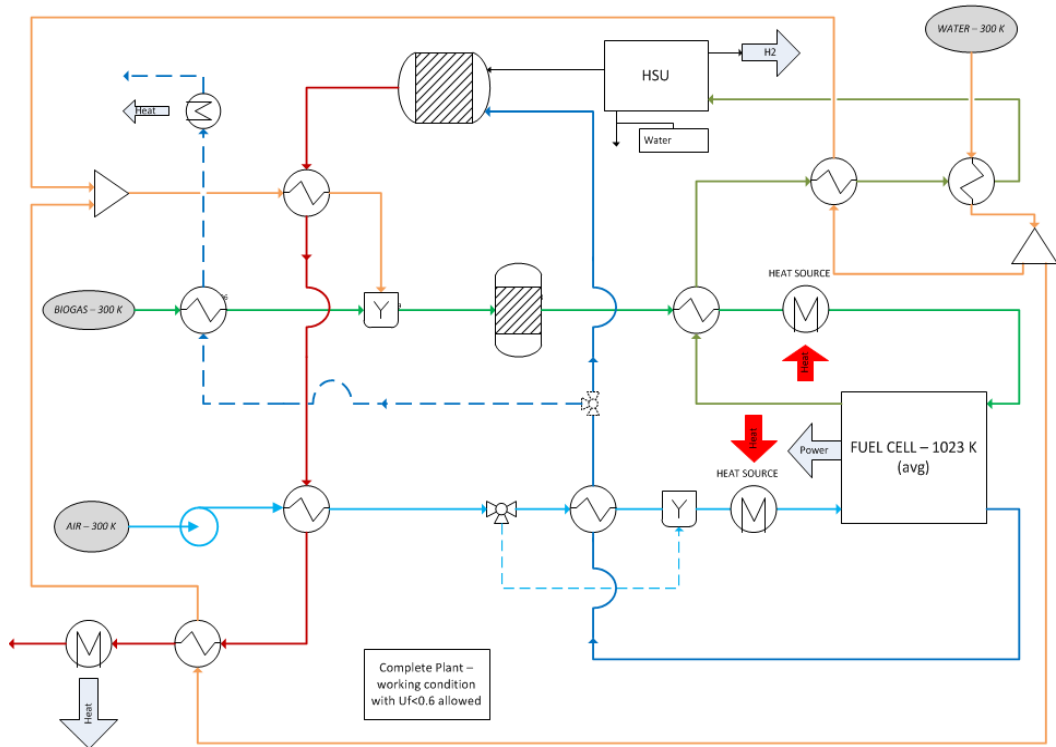 WATER – 300 K
H2
HSU
Heat
Water
HEAT SOURCE
BIOGAS – 300 K
Y
Heat
Heat
FUEL CELL – 1023 K
(avg)
Power
HEAT SOURCE
AIR – 300 K
Y
Complete Plant –
working condition
with Uf<0.6 allowed
Heat